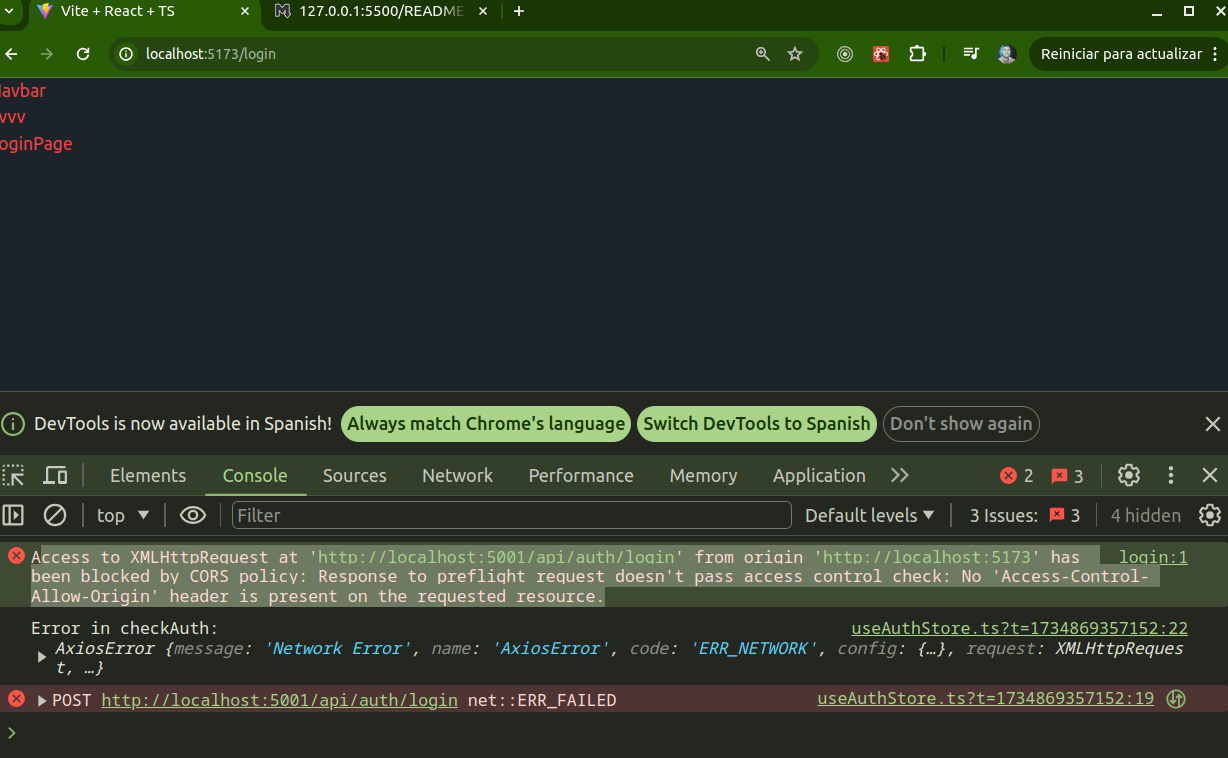 Vite + React + TS
127.0.0.1:5500/README
localhost:5173/login
Reiniciar para actualizar
avbar
vvv
oginPage
DevTools is now available in Spanish! Always match Chrome's language Switch DevTools to Spanish Don't show again
Elements Console Sources Network Performance Memory Application 2 3
top Filter Default levels 3 Issues: 3 4 hidden
Access to XMLHttpRequest at 'http://localhost:5001/api/auth/login' from origin 'http://localhost:5173' has login:1
been blocked by CORS policy: Response to preflight request doesn't pass access control check: No 'Access-Control-
Allow-Origin' header is present on the requested resource.
Error in checkAuth: useAuthStore.ts?t=1734869357152:22
AxiosError {message: 'Network Error', name: 'AxiosError', code: 'ERR_NETWORK', config: {…}, request: XMLHttpReques
t, …}
POST http://localhost:5001/api/auth/login net::ERR_FAILED useAuthStore.ts?t=1734869357152:19